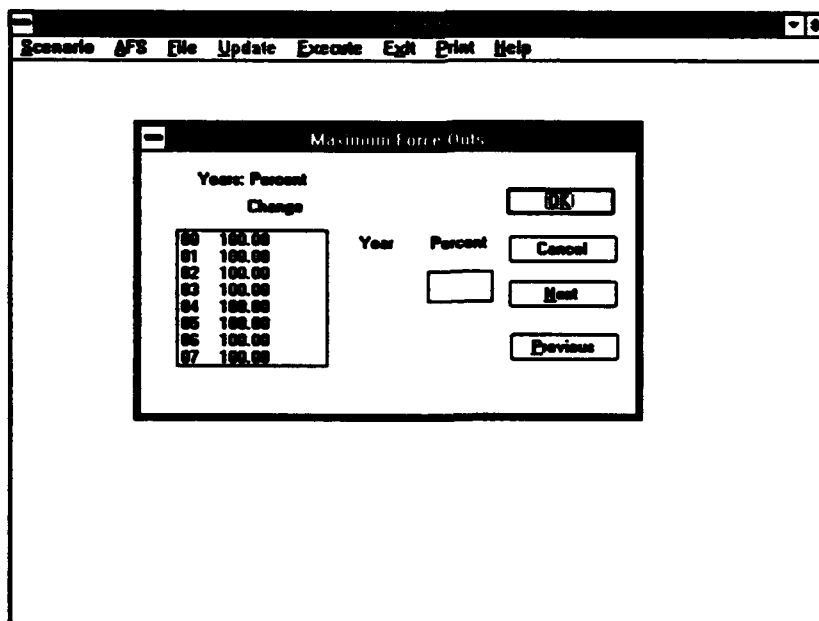 Scenario AFS File Update Execute Exit Print Help
Maximum Force Outs
Years: Percent
Change
OK
00 100.00
01 100.00
02 100.00
03 100.00
04 100.00
05 100.00
06 100.00
07 100.00
Year Percent
Cancel
Next
Previous